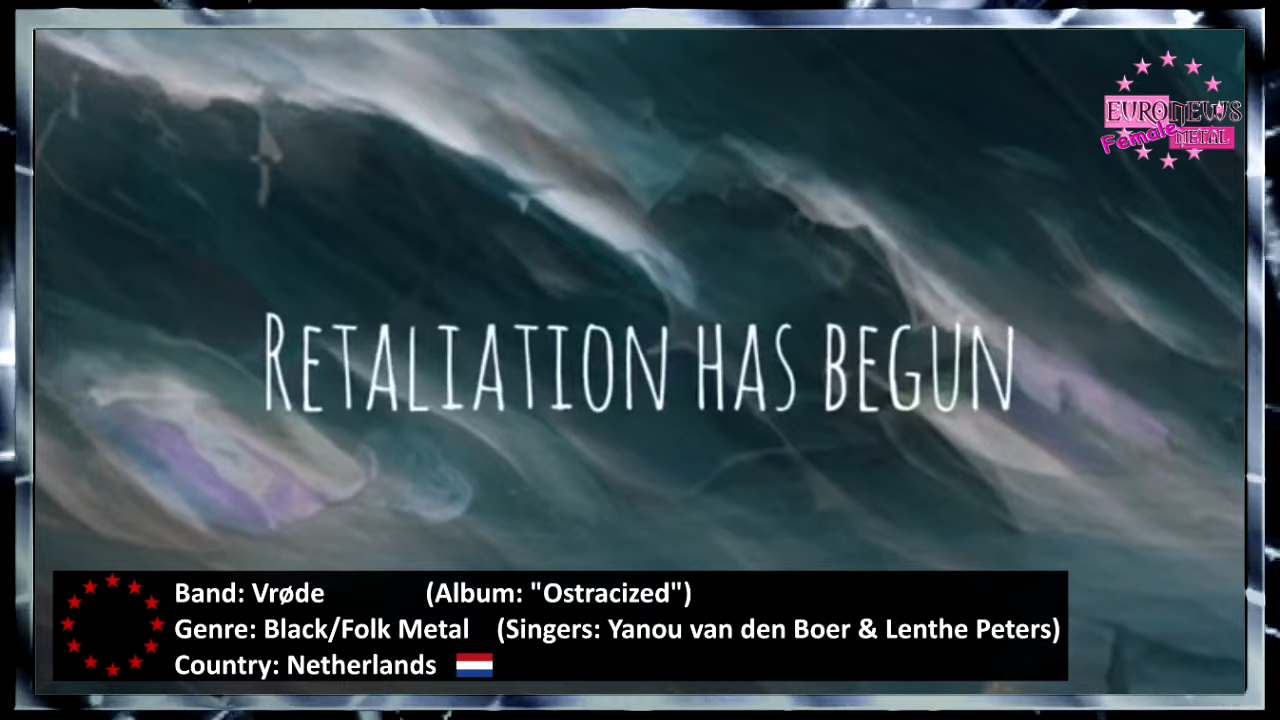 EURONEWS
Female METAL
RETALIATION HAS BEGUN
Band: Vrøde (Album: "Ostracized")
Genre: Black/Folk Metal (Singers: Yanou van den Boer & Lenthe Peters)
Country: Netherlands